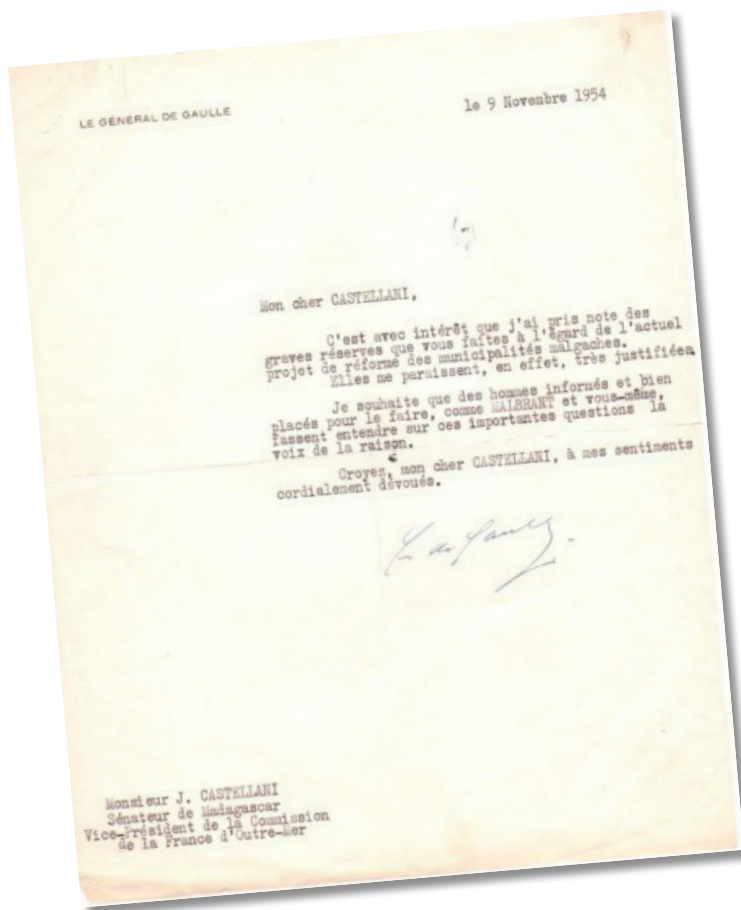 LE GÉNÉRAL DE GAULLE
le 9 Novembre 1954
Mon cher CASTELLANI,
C'est avec intérêt que j'ai pris note des
graves réserves que vous faites à l'égard de l'actuel
projet de réforme des municipalités malgaches.
Elles me paraissent, en effet, très justifiées.
Je souhaite que des hommes informés et bien
placés pour le faire, comme MALBRANT et vous-même,
fassent entendre sur ces importantes questions la
voix de la raison.
Croyez, mon cher CASTELLANI, à mes sentiments
cordialement dévoués.
C. de Gaulle.
Monsieur J. CASTELLANI
Sénateur de Madagascar
Vice-Président de la Commission
de la France d'Outre-Mer